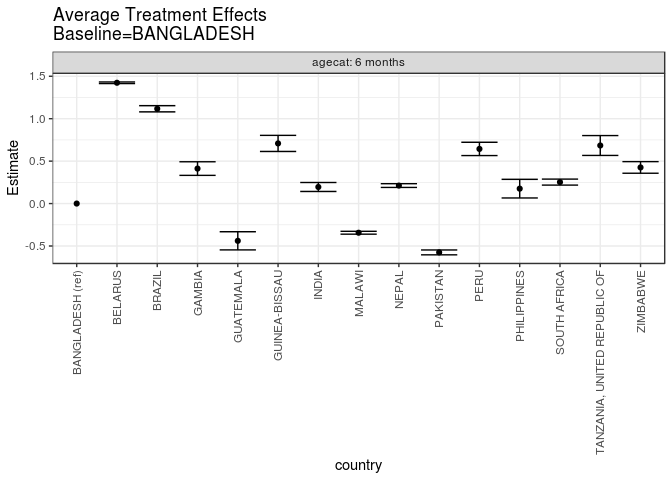 Average Treatment Effects
Baseline=BANGLADESH
agecat: 6 months
1.5
1.0
0.5
0.0
-0.5
Estimate
BANGLADESH (ref)
BELARUS
BRAZIL
GAMBIA
GUATEMALA
GUINEA-BISSAU
INDIA
MALAWI
NEPAL
PAKISTAN
PERU
PHILIPPINES
SOUTH AFRICA
TANZANIA, UNITED REPUBLIC OF
ZIMBABWE
country